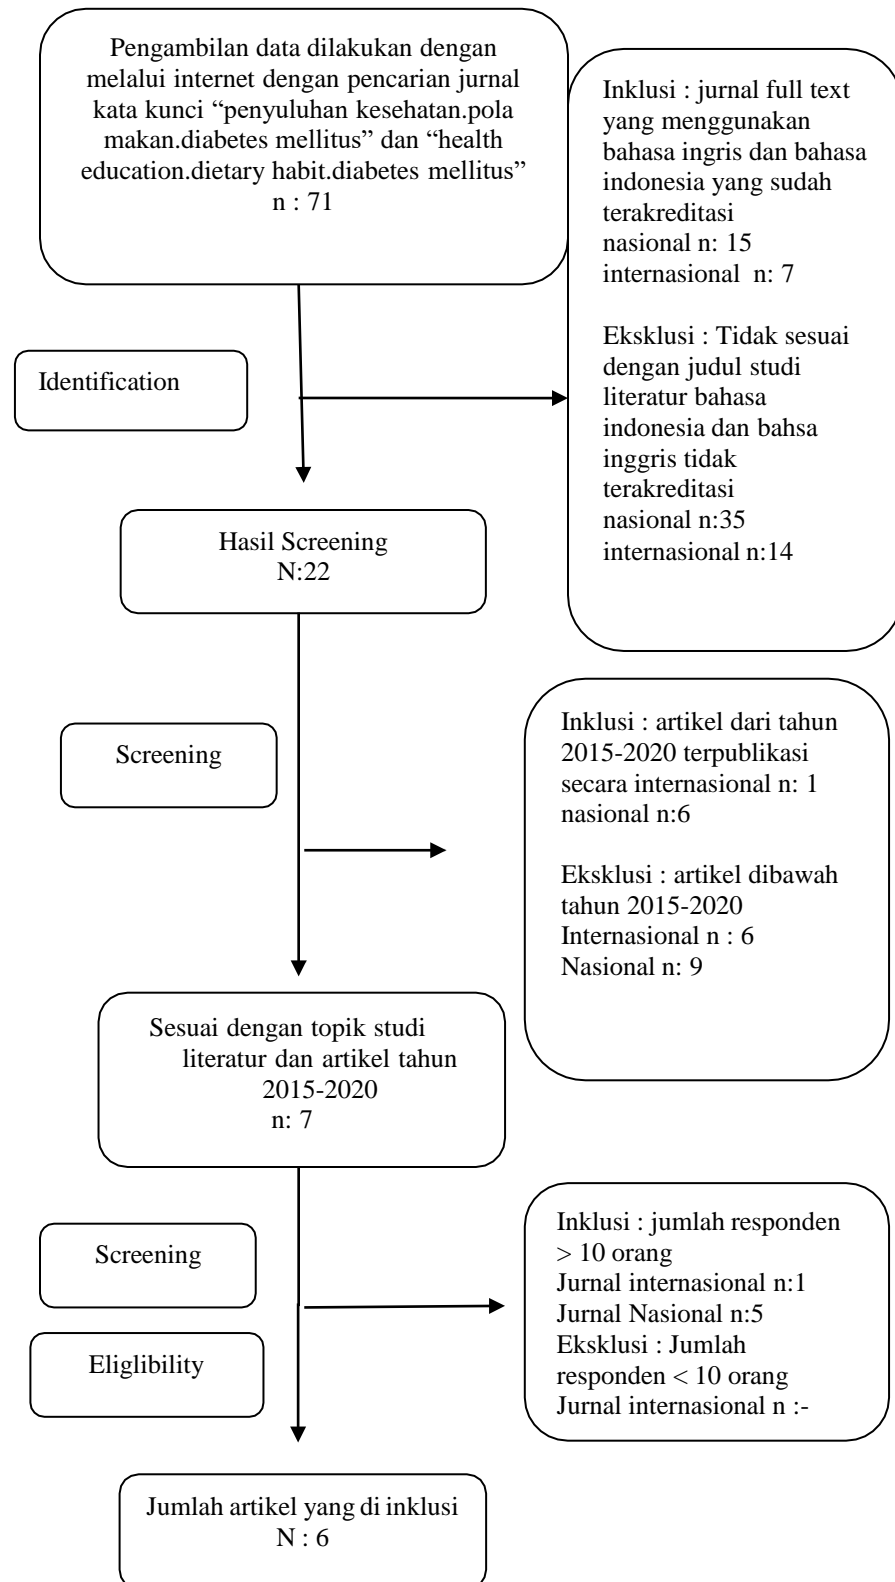 Pengambilan data dilakukan dengan
melalui internet dengan pencarian jurnal
kata kunci “penyuluhan kesehatan.pola
makan.diabetes mellitus” dan “health
education.dietary habit.diabetes mellitus”
n : 71
Inklusi : jurnal full text
yang menggunakan
bahasa ingris dan bahasa
indonesia yang sudah
terakreditasi
nasional n: 15
internasional n: 7
Eksklusi : Tidak sesuai
dengan judul studi
literatur bahasa
indonesia dan bahsa
inggris tidak
terakreditasi
nasional n:35
internasional n:14
Identification
Hasil Screening
N:22
Screening
Inklusi : artikel dari tahun
2015-2020 terpublikasi
secara internasional n: 1
nasional n:6
Eksklusi : artikel dibawah
tahun 2015-2020
Internasional n : 6
Nasional n: 9
Sesuai dengan topik studi
literatur dan artikel tahun
2015-2020
n: 7
Screening
Eliglibility
Inklusi : jumlah responden
> 10 orang
Jurnal internasional n:1
Jurnal Nasional n:5
Eksklusi : Jumlah
responden < 10 orang
Jurnal internasional n :-
Jumlah artikel yang di inklusi
N : 6